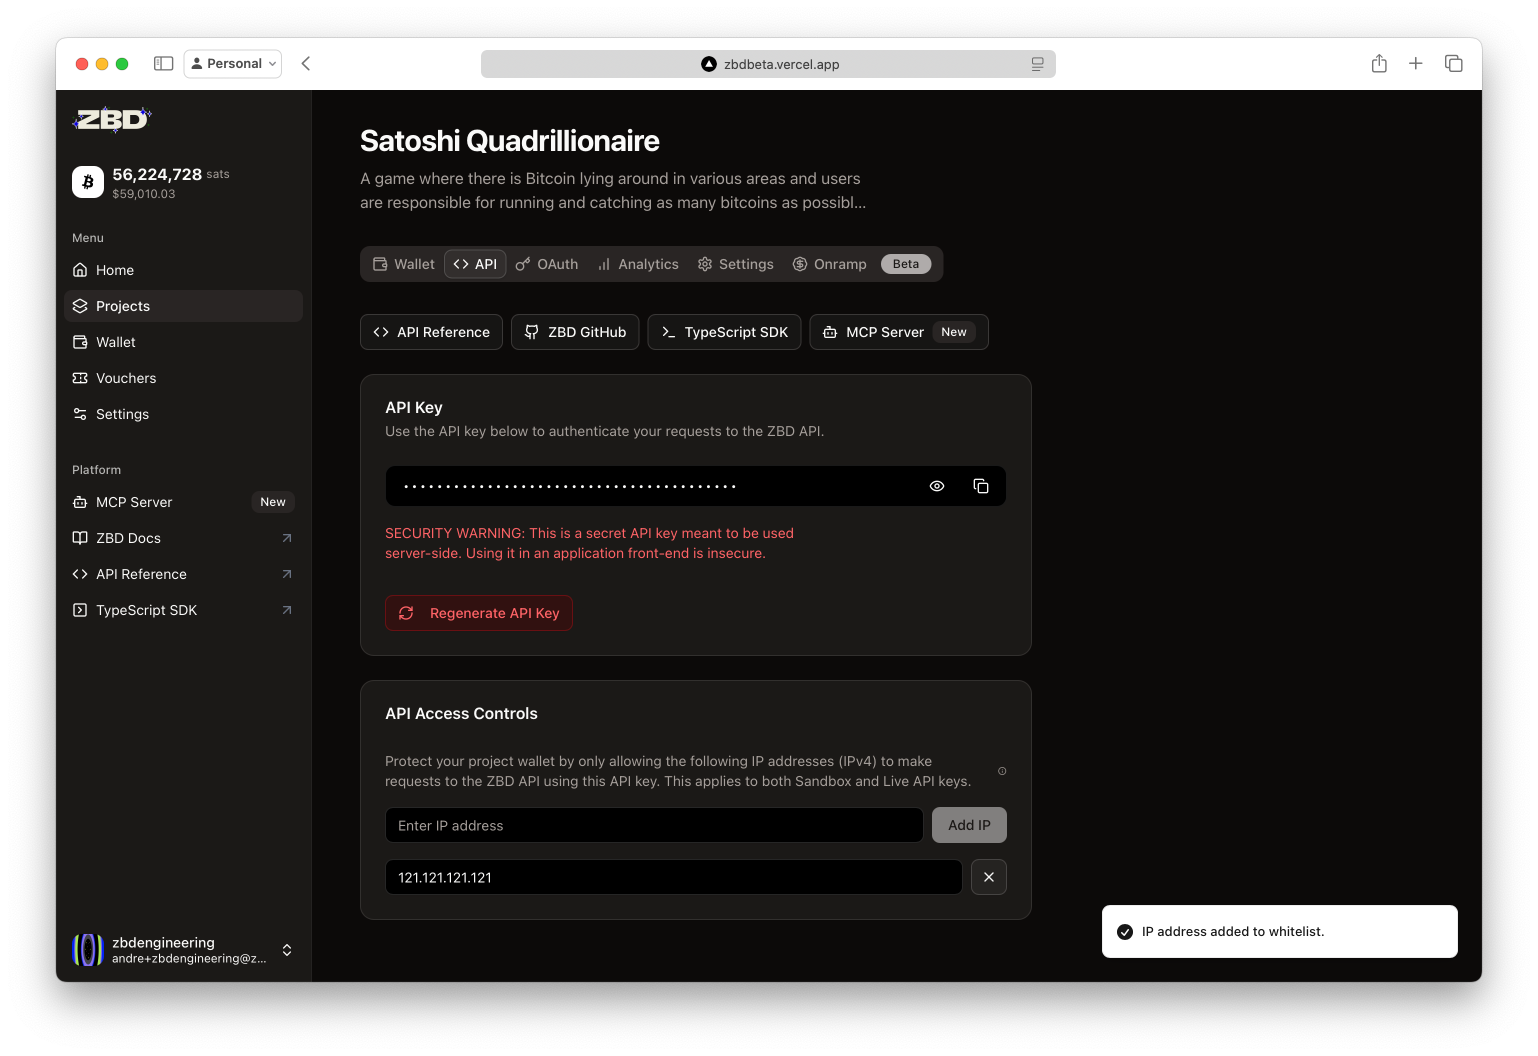 Personal
zbdbeta.vercel.app
ZBD
56,224,728 sats
$59,010.03
Menu
Home
Projects
Wallet
Vouchers
Settings
Platform
MCP Server New
ZBD Docs
API Reference
TypeScript SDK
zbdengineering
andre+zbdengineering@z...
Satoshi Quadrillionaire
A game where there is Bitcoin lying around in various areas and users
are responsible for running and catching as many bitcoins as possibl...
Wallet API OAuth Analytics Settings Onramp Beta
API Reference ZBD GitHub TypeScript SDK MCP Server New
API Key
Use the API key below to authenticate your requests to the ZBD API.
SECURITY WARNING: This is a secret API key meant to be used
server-side. Using it in an application front-end is insecure.
Regenerate API Key
API Access Controls
Protect your project wallet by only allowing the following IP addresses (IPv4) to make
requests to the ZBD API using this API key. This applies to both Sandbox and Live API keys.
Enter IP address Add IP
121.121.121.121
IP address added to whitelist.